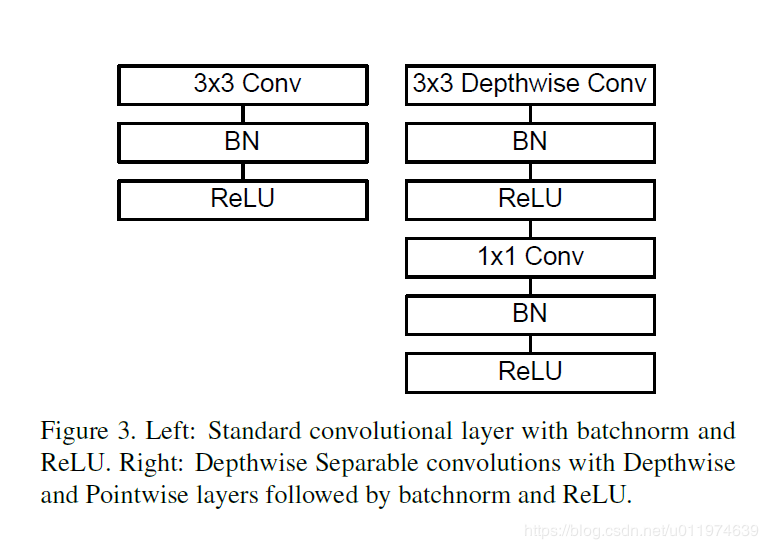 3x3 Conv
BN
ReLU
3x3 Depthwise Conv
BN
ReLU
1x1 Conv
BN
ReLU
Figure 3. Left: Standard convolutional layer with batchnorm and
ReLU. Right: Depthwise Separable convolutions with Depthwise
and Pointwise layers followed by batchnorm and ReLU.
https://blog.csdn.net/u011974639